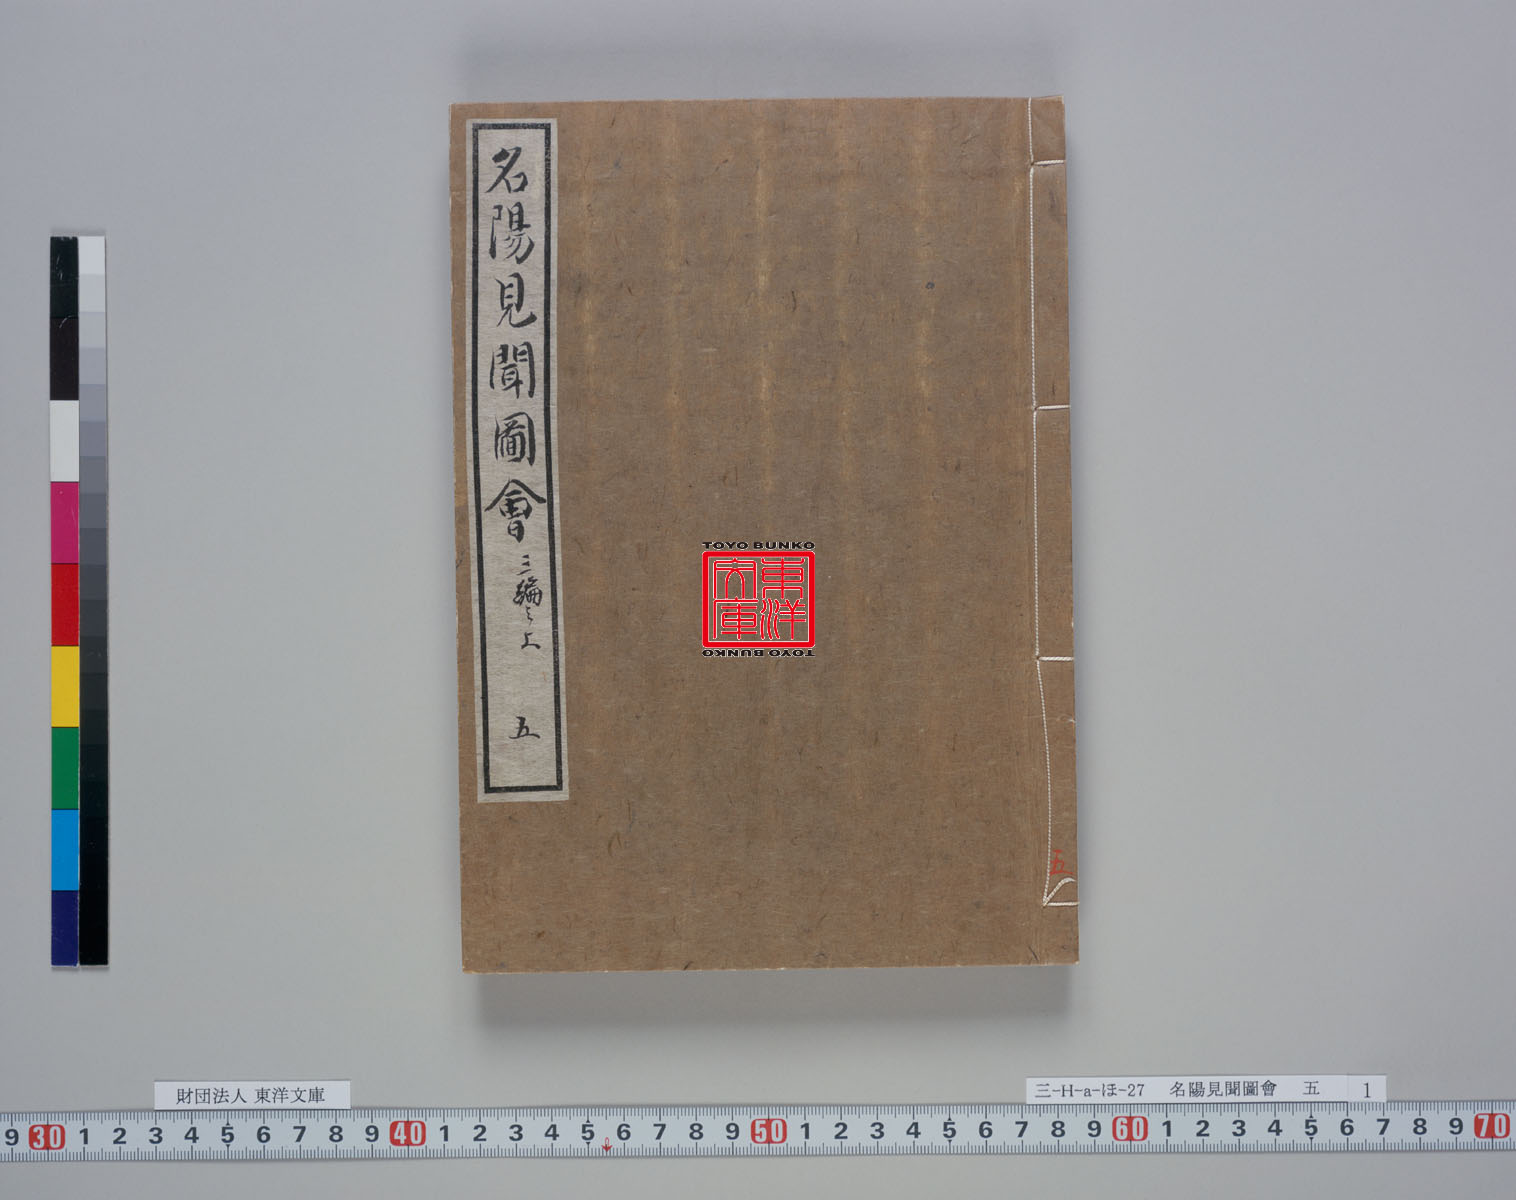 名陽見聞圖會 三編之上 五
五
TOYO BUNKO
東洋文庫
TOYO BUNKO
財団法人 東洋文庫
三-H-a-ほ-27 名陽見聞圖會 五 1
9 30 1 2 3 4 5 6 7 8 9 40 1 2 3 4 5 6 7 8 9 50 1 2 3 4 5 6 7 8 9 60 1 2 3 4 5 6 7 8 9 70